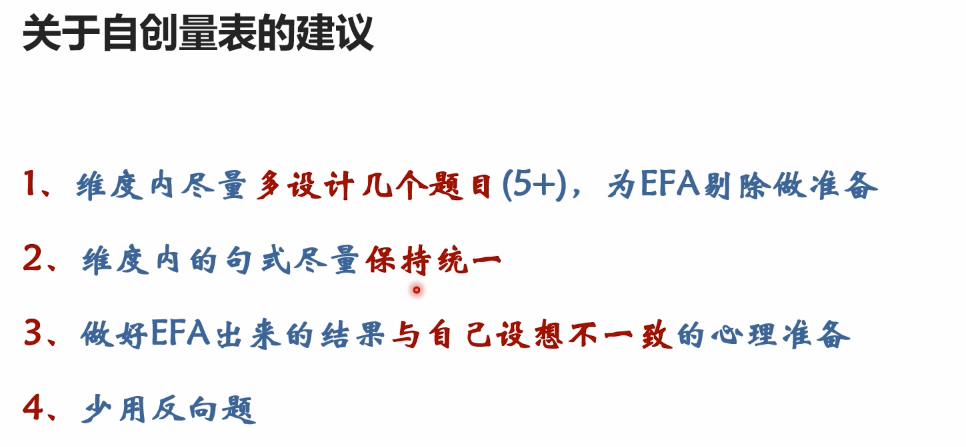 关于自创量表的建议
1、维度内尽量多设计几个题目(5+)，为EFA剔除做准备
2、维度内的句式尽量保持统一
3、做好EFA出来的结果与自己设想不一致的心理准备
4、少用反向题